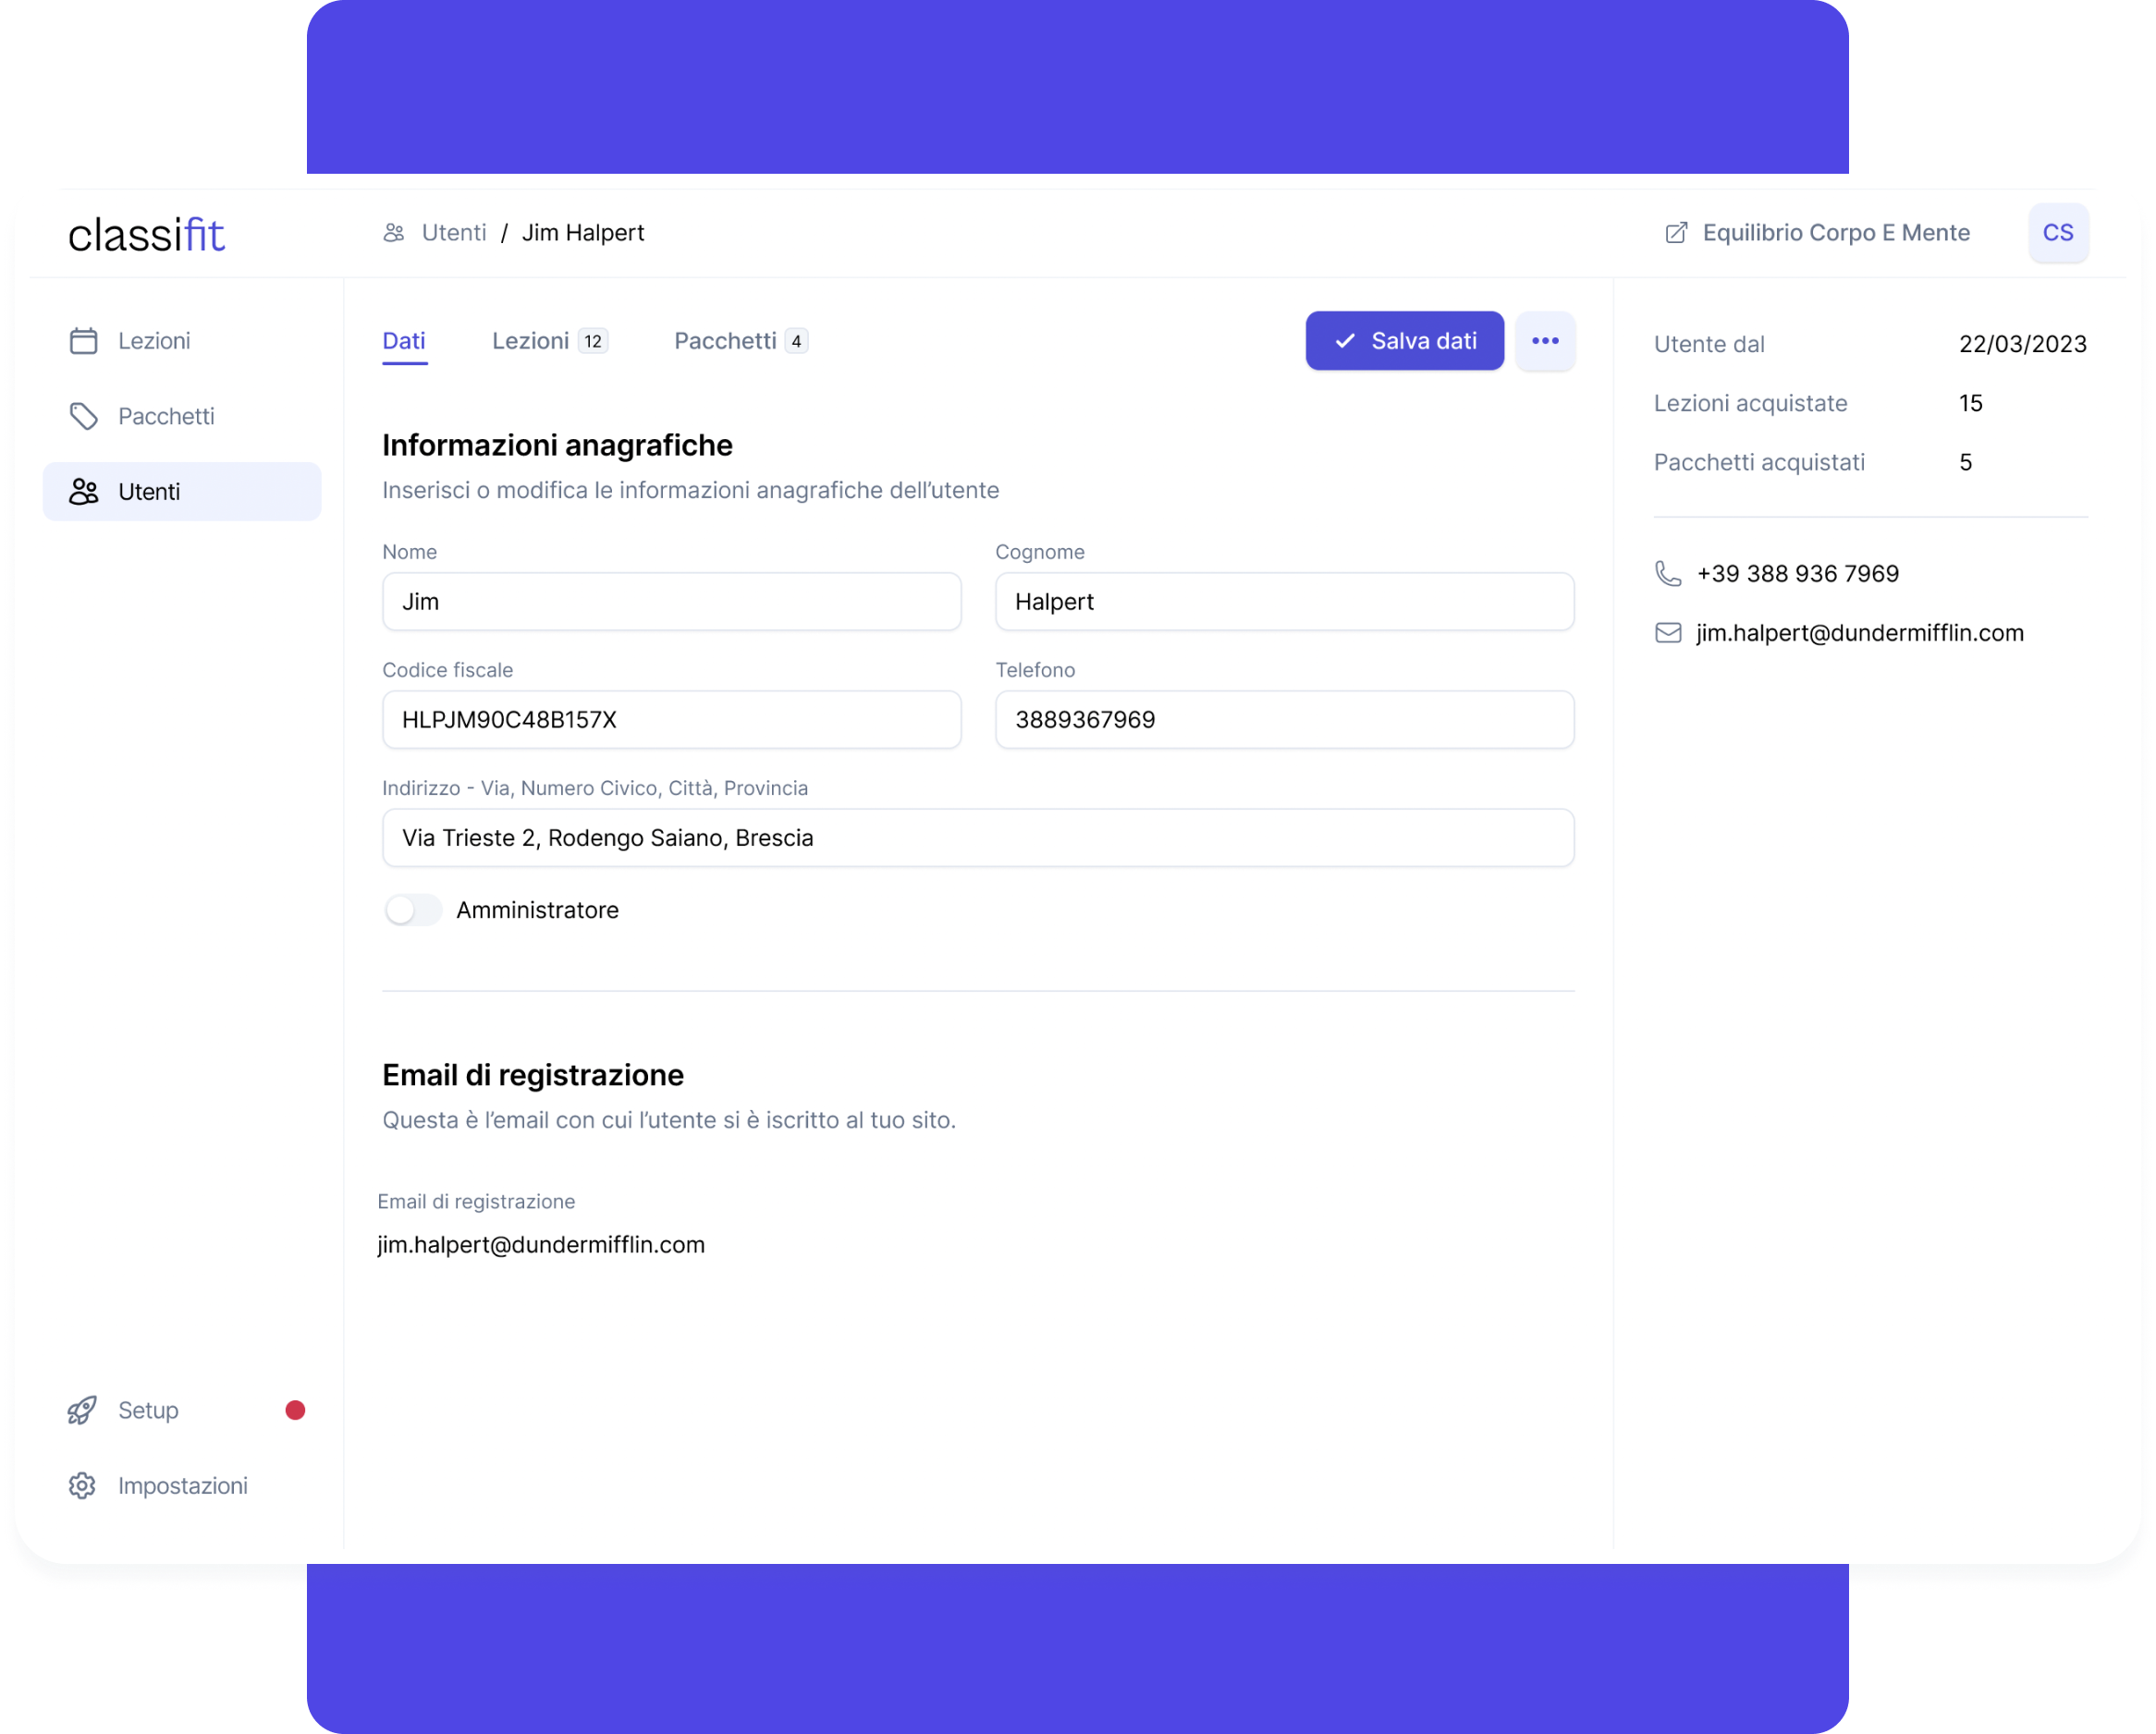 classifit
Utenti / Jim Halpert
Equilibrio Corpo E Mente
CS
Lezioni
Pacchetti
Utenti
Setup
Impostazioni
Dati
Lezioni 12
Pacchetti 4
Salva dati
Informazioni anagrafiche
Inserisci o modifica le informazioni anagrafiche dell’utente
Nome
Jim
Cognome
Halpert
Codice fiscale
HLPJM90C48B157X
Telefono
3889367969
Indirizzo - Via, Numero Civico, Città, Provincia
Via Trieste 2, Rodengo Saiano, Brescia
Amministratore
Email di registrazione
Questa è l’email con cui l’utente si è iscritto al tuo sito.
Email di registrazione
jim.halpert@dundermifflin.com
Utente dal 22/03/2023
Lezioni acquistate 15
Pacchetti acquistati 5
+39 388 936 7969
jim.halpert@dundermifflin.com